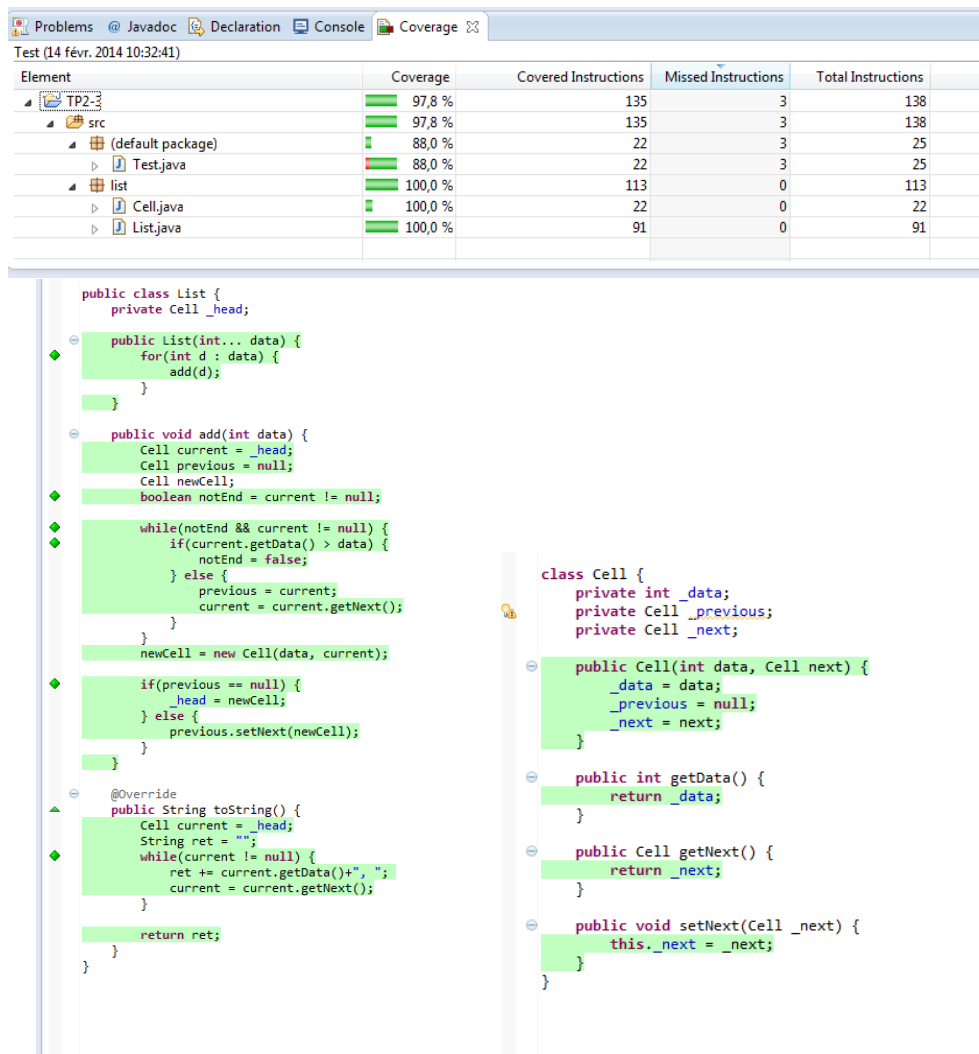 Problems @ Javadoc Declaration Console Coverage
Test (14 févr. 2014 10:32:41)
Element Coverage Covered Instructions Missed Instructions Total Instructions
TP2-3 97,8 % 135 3 138
src 97,8 % 135 3 138
(default package) 88,0 % 22 3 25
Test.java 88,0 % 22 3 25
list 100,0 % 113 0 113
Cell.java 100,0 % 22 0 22
List.java 100,0 % 91 0 91
public class List {
private Cell _head;
public List(int... data) {
for(int d : data) {
add(d);
}
}
public void add(int data) {
Cell current = _head;
Cell previous = null;
Cell newCell;
boolean notEnd = current != null;
while(notEnd && current != null) {
if(current.getData() > data) {
notEnd = false;
} else {
previous = current;
current = current.getNext();
}
}
newCell = new Cell(data, current);
if(previous == null) {
_head = newCell;
} else {
previous.setNext(newCell);
}
}
@Override
public String toString() {
Cell current = _head;
String ret = "";
while(current != null) {
ret += current.getData()+", ";
current = current.getNext();
}
return ret;
}
}
class Cell {
private int _data;
private Cell _previous;
private Cell _next;
public Cell(int data, Cell next) {
_data = data;
_previous = null;
_next = next;
}
public int getData() {
return _data;
}
public Cell getNext() {
return _next;
}
public void setNext(Cell _next) {
this._next = _next;
}
}